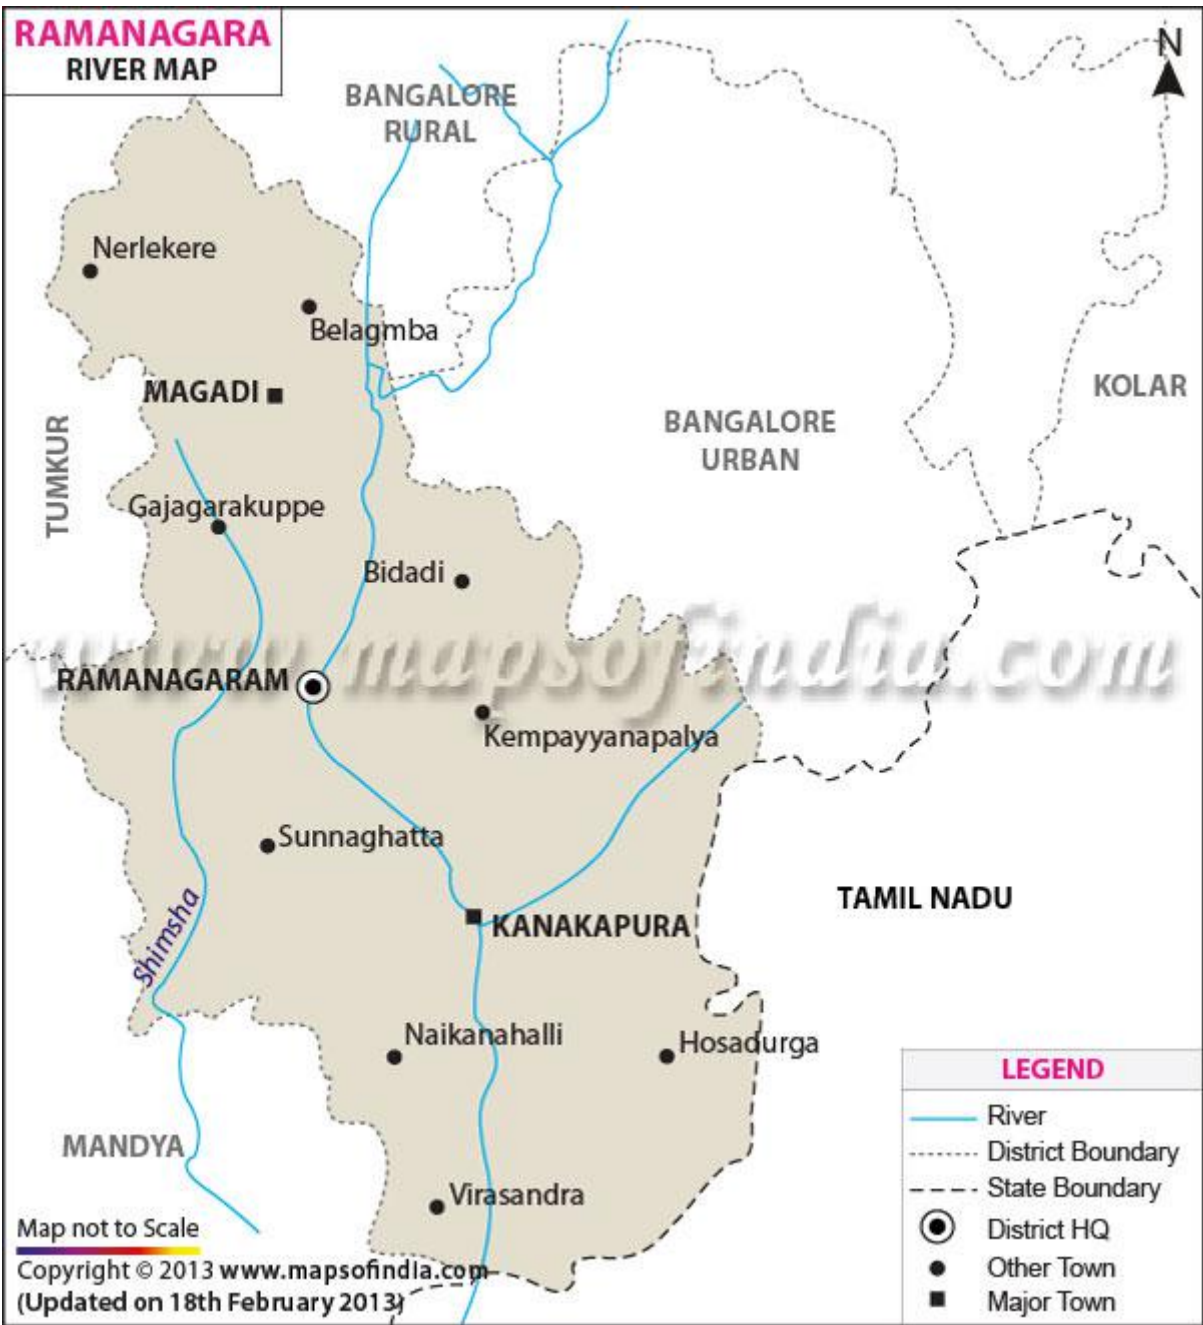 RAMANAGARA
RIVER MAP
N
BANGALORE
RURAL
Nerlekere
Belagmba
MAGADI
KOLAR
TUMKUR
BANGALORE
URBAN
Gajagarakuppe
Bidadi
www.mapsofindia.com
RAMANAGARAM
Kempayyanapalya
Sunnaghatta
Shimsha
TAMIL NADU
KANAKAPURA
Naikanahalli
Hosadurga
MANDYA
Virasandra
LEGEND
River
District Boundary
State Boundary
District HQ
Other Town
Major Town
Map not to Scale
Copyright © 2013 www.mapsofindia.com
(Updated on 18th February 2013)